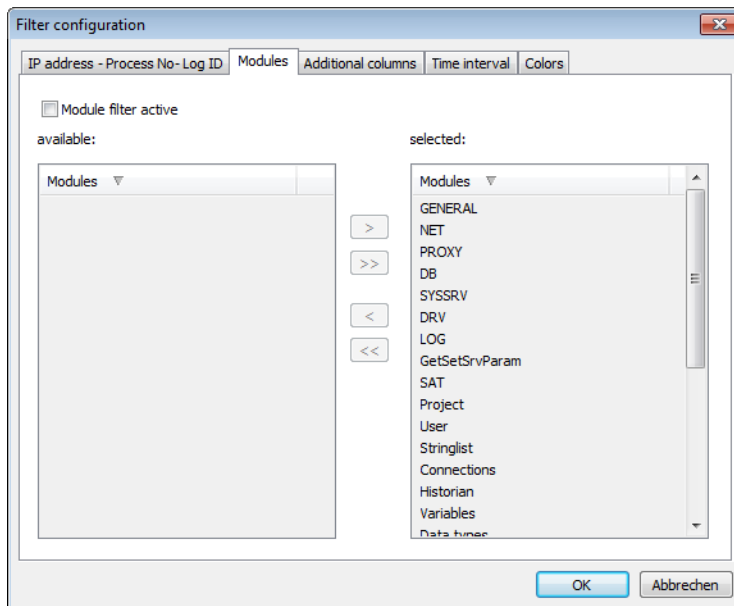 Filter configuration
IP address - Process No- Log ID Modules Additional columns Time interval Colors
Module filter active
available: selected:
Modules Modules
GENERAL
NET
> PROXY
>> DB
SYSSRV
< DRV
LOG
<< GetSetSrvParam
SAT
Project
User
Stringlist
Connections
Historian
Variables
Data types
OK Abbrechen